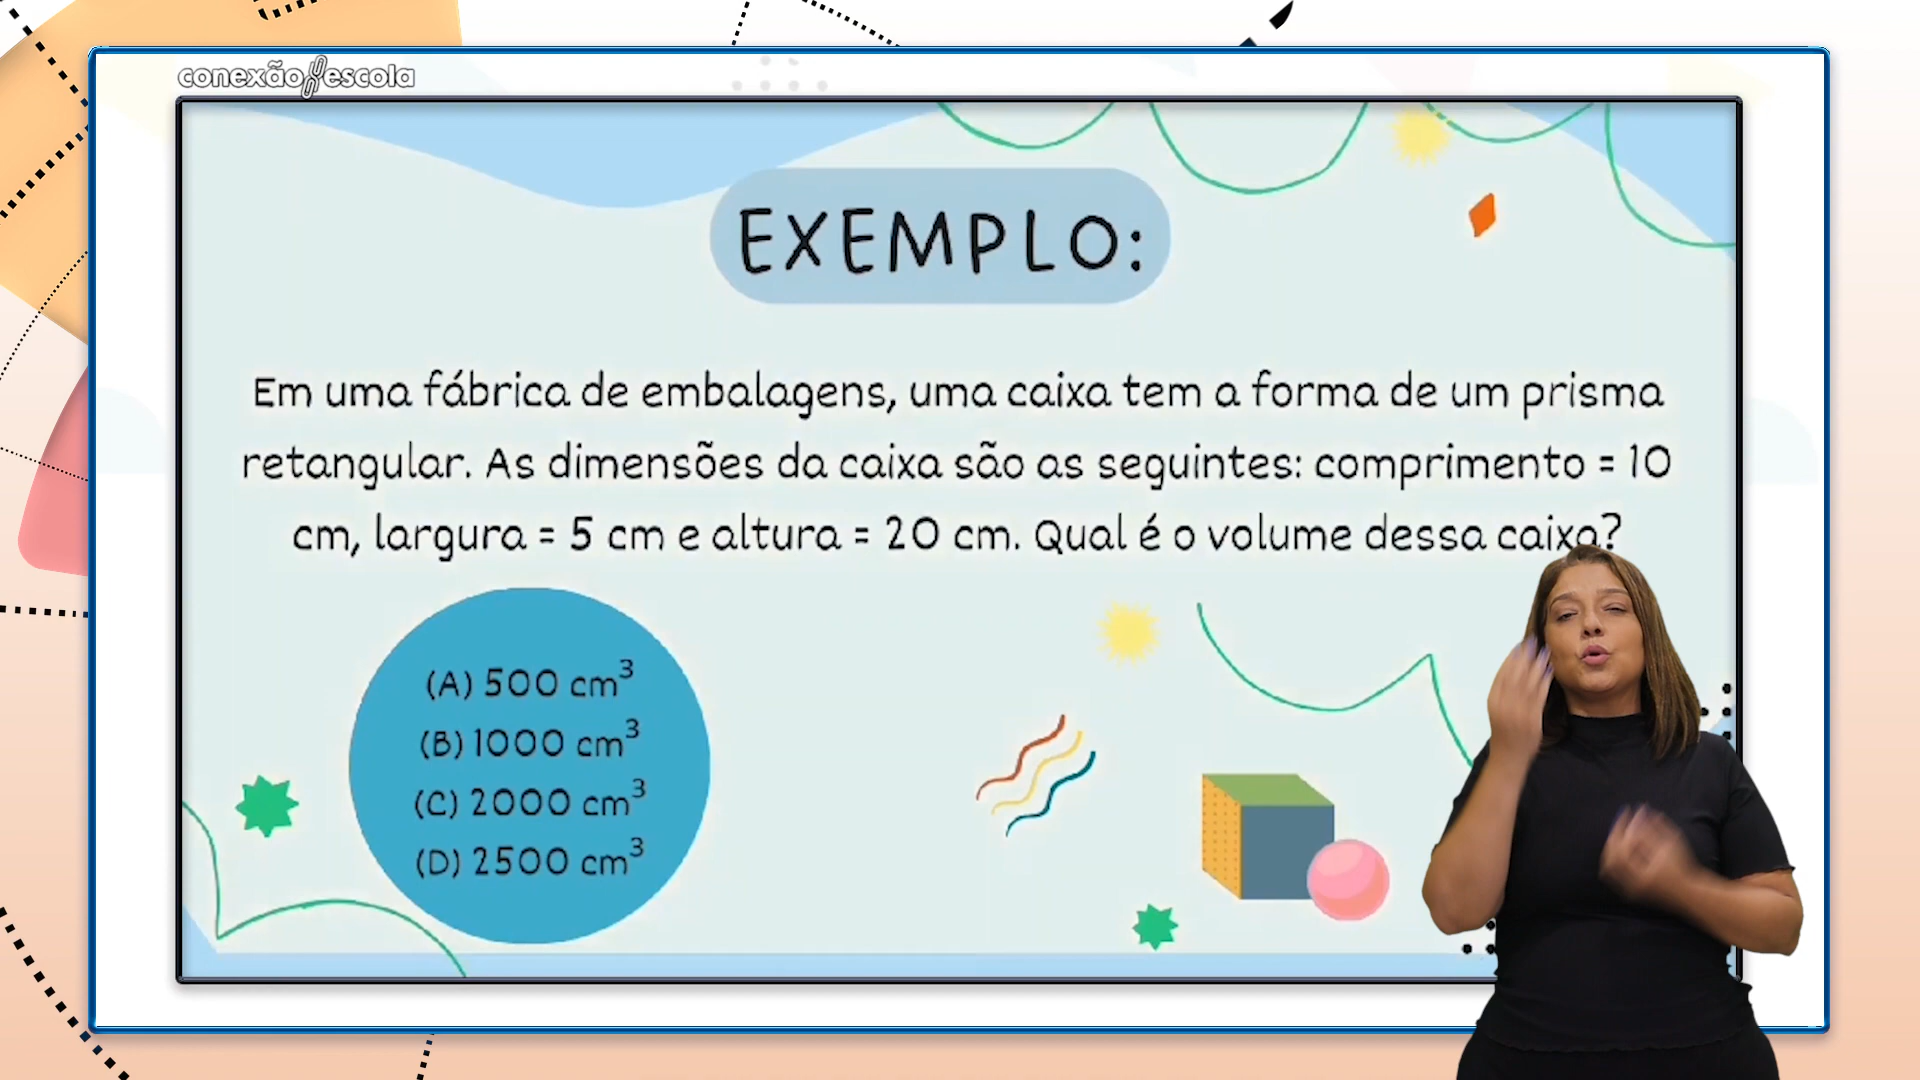 conexão escola
EXEMPLO:
Em uma fábrica de embalagens, uma caixa tem a forma de um prisma
retangular. As dimensões da caixa são as seguintes: comprimento = 10
cm, largura = 5 cm e altura = 20 cm. Qual é o volume dessa caixa?
(A) 500 cm³
(B) 1000 cm³
(C) 2000 cm³
(D) 2500 cm³